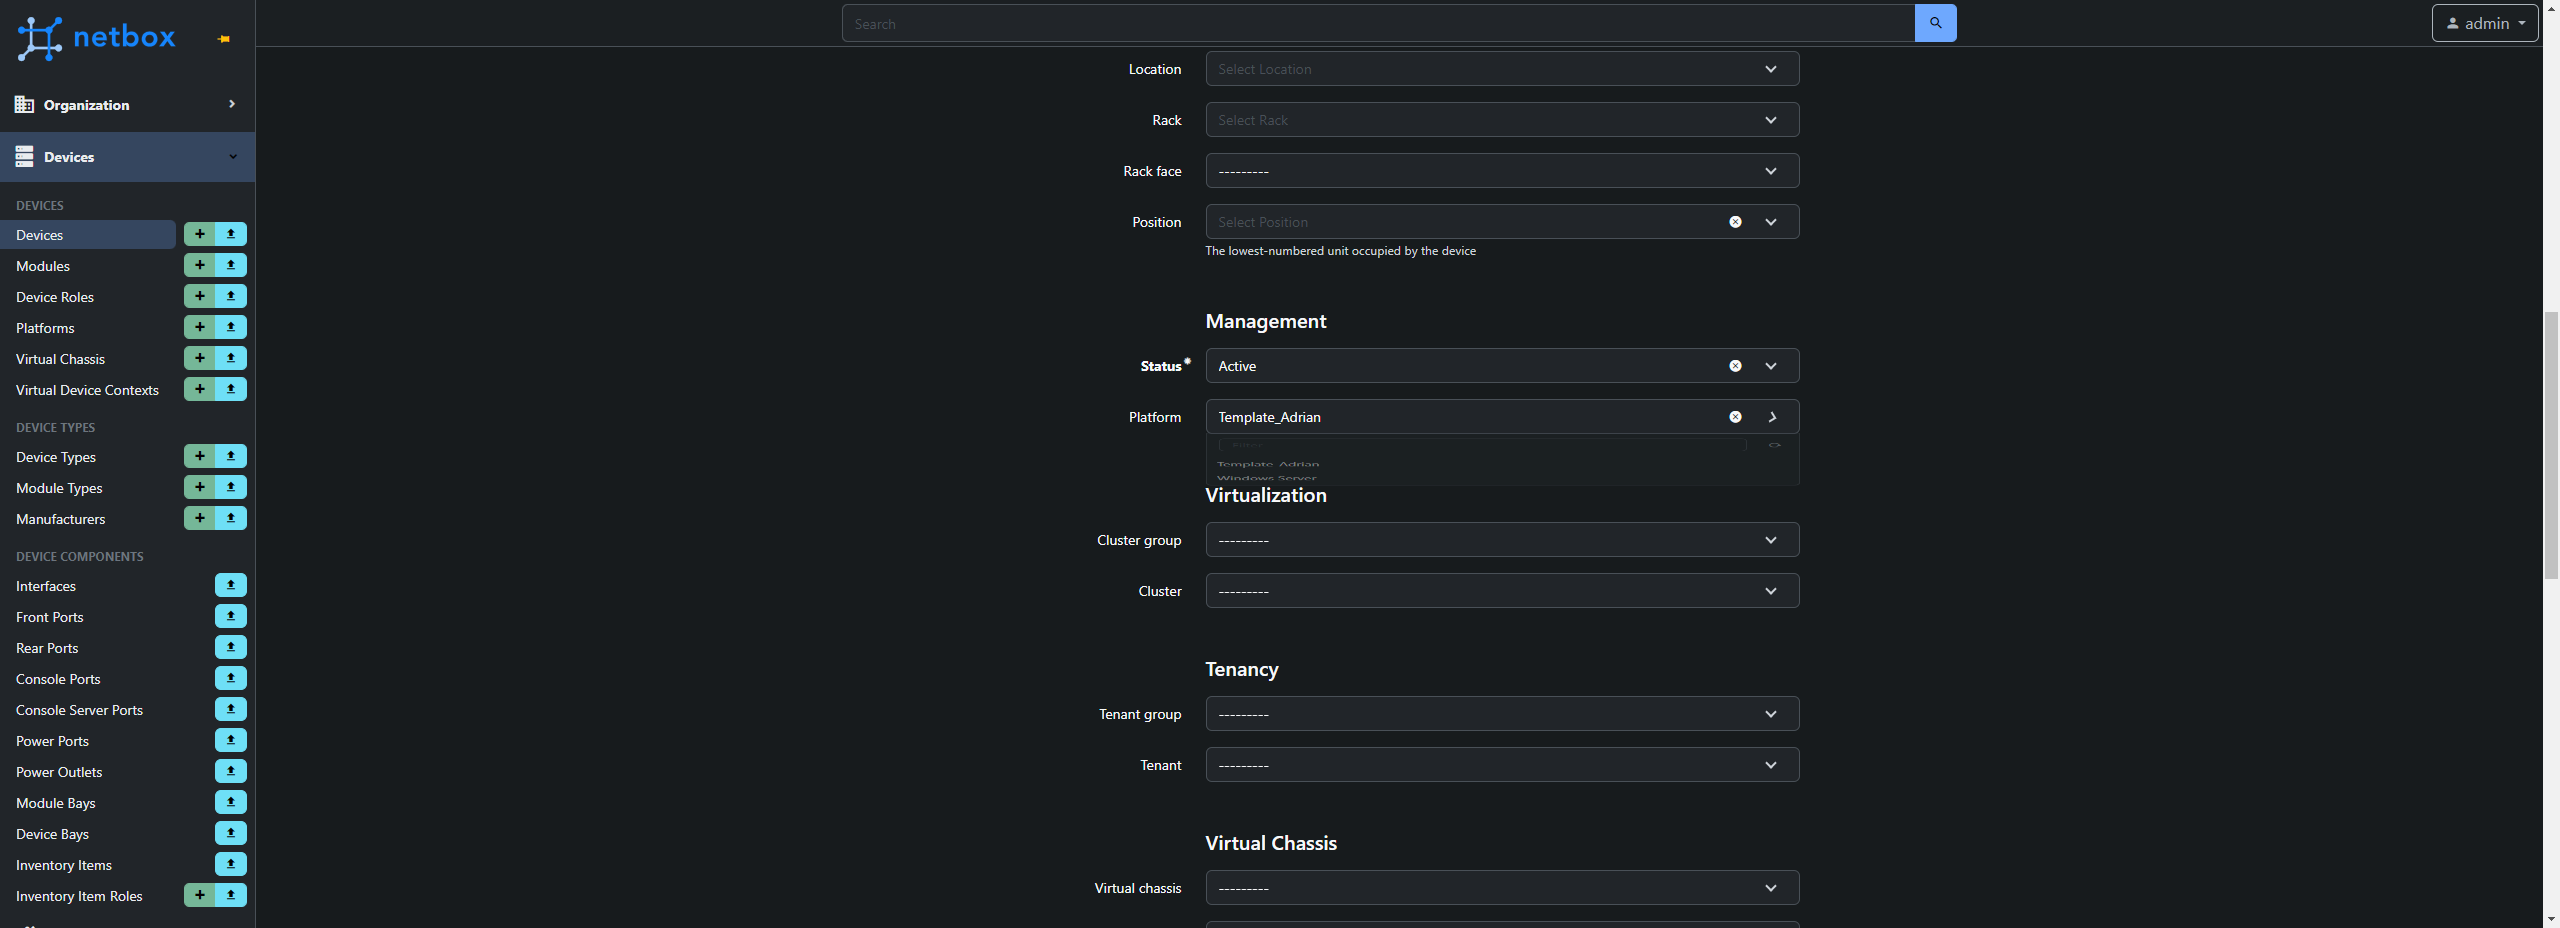 netbox
Search
admin
Organization
Devices
DEVICES
Devices
Modules
Device Roles
Platforms
Virtual Chassis
Virtual Device Contexts
DEVICE TYPES
Device Types
Module Types
Manufacturers
DEVICE COMPONENTS
Interfaces
Front Ports
Rear Ports
Console Ports
Console Server Ports
Power Ports
Power Outlets
Module Bays
Device Bays
Inventory Items
Inventory Item Roles
Location Select Location
Rack Select Rack
Rack face ---------
Position Select Position
The lowest-numbered unit occupied by the device
Management
Status* Active
Platform Template_Adrian
Filter
Template_Adrian
Windows Server
Virtualization
Cluster group ---------
Cluster ---------
Tenancy
Tenant group ---------
Tenant ---------
Virtual Chassis
Virtual chassis ---------